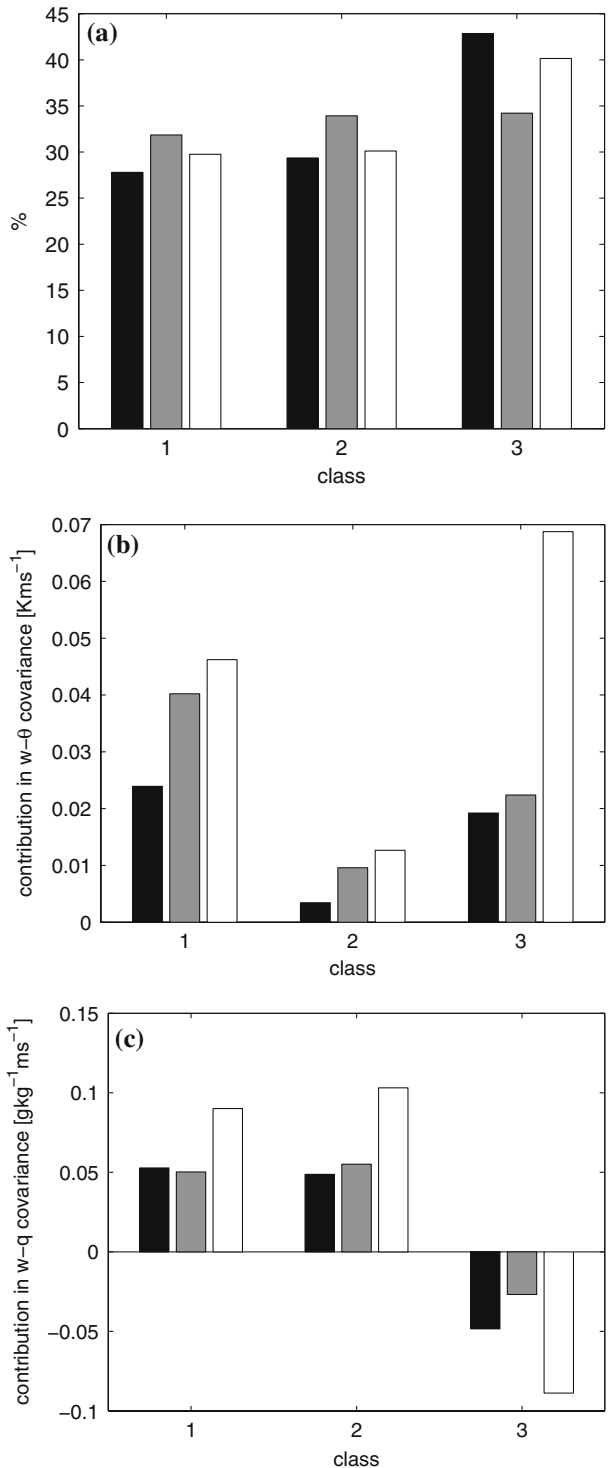 (a)
45
40
35
30
25
20
15
10
5
0
%
1 2 3
class
(b)
0.07
0.06
0.05
0.04
0.03
0.02
0.01
0
contribution in w−θ covariance [Kms⁻¹]
1 2 3
class
(c)
0.15
0.1
0.05
0
−0.05
−0.1
contribution in w−q covariance [gkg⁻¹ms⁻¹]
1 2 3
class